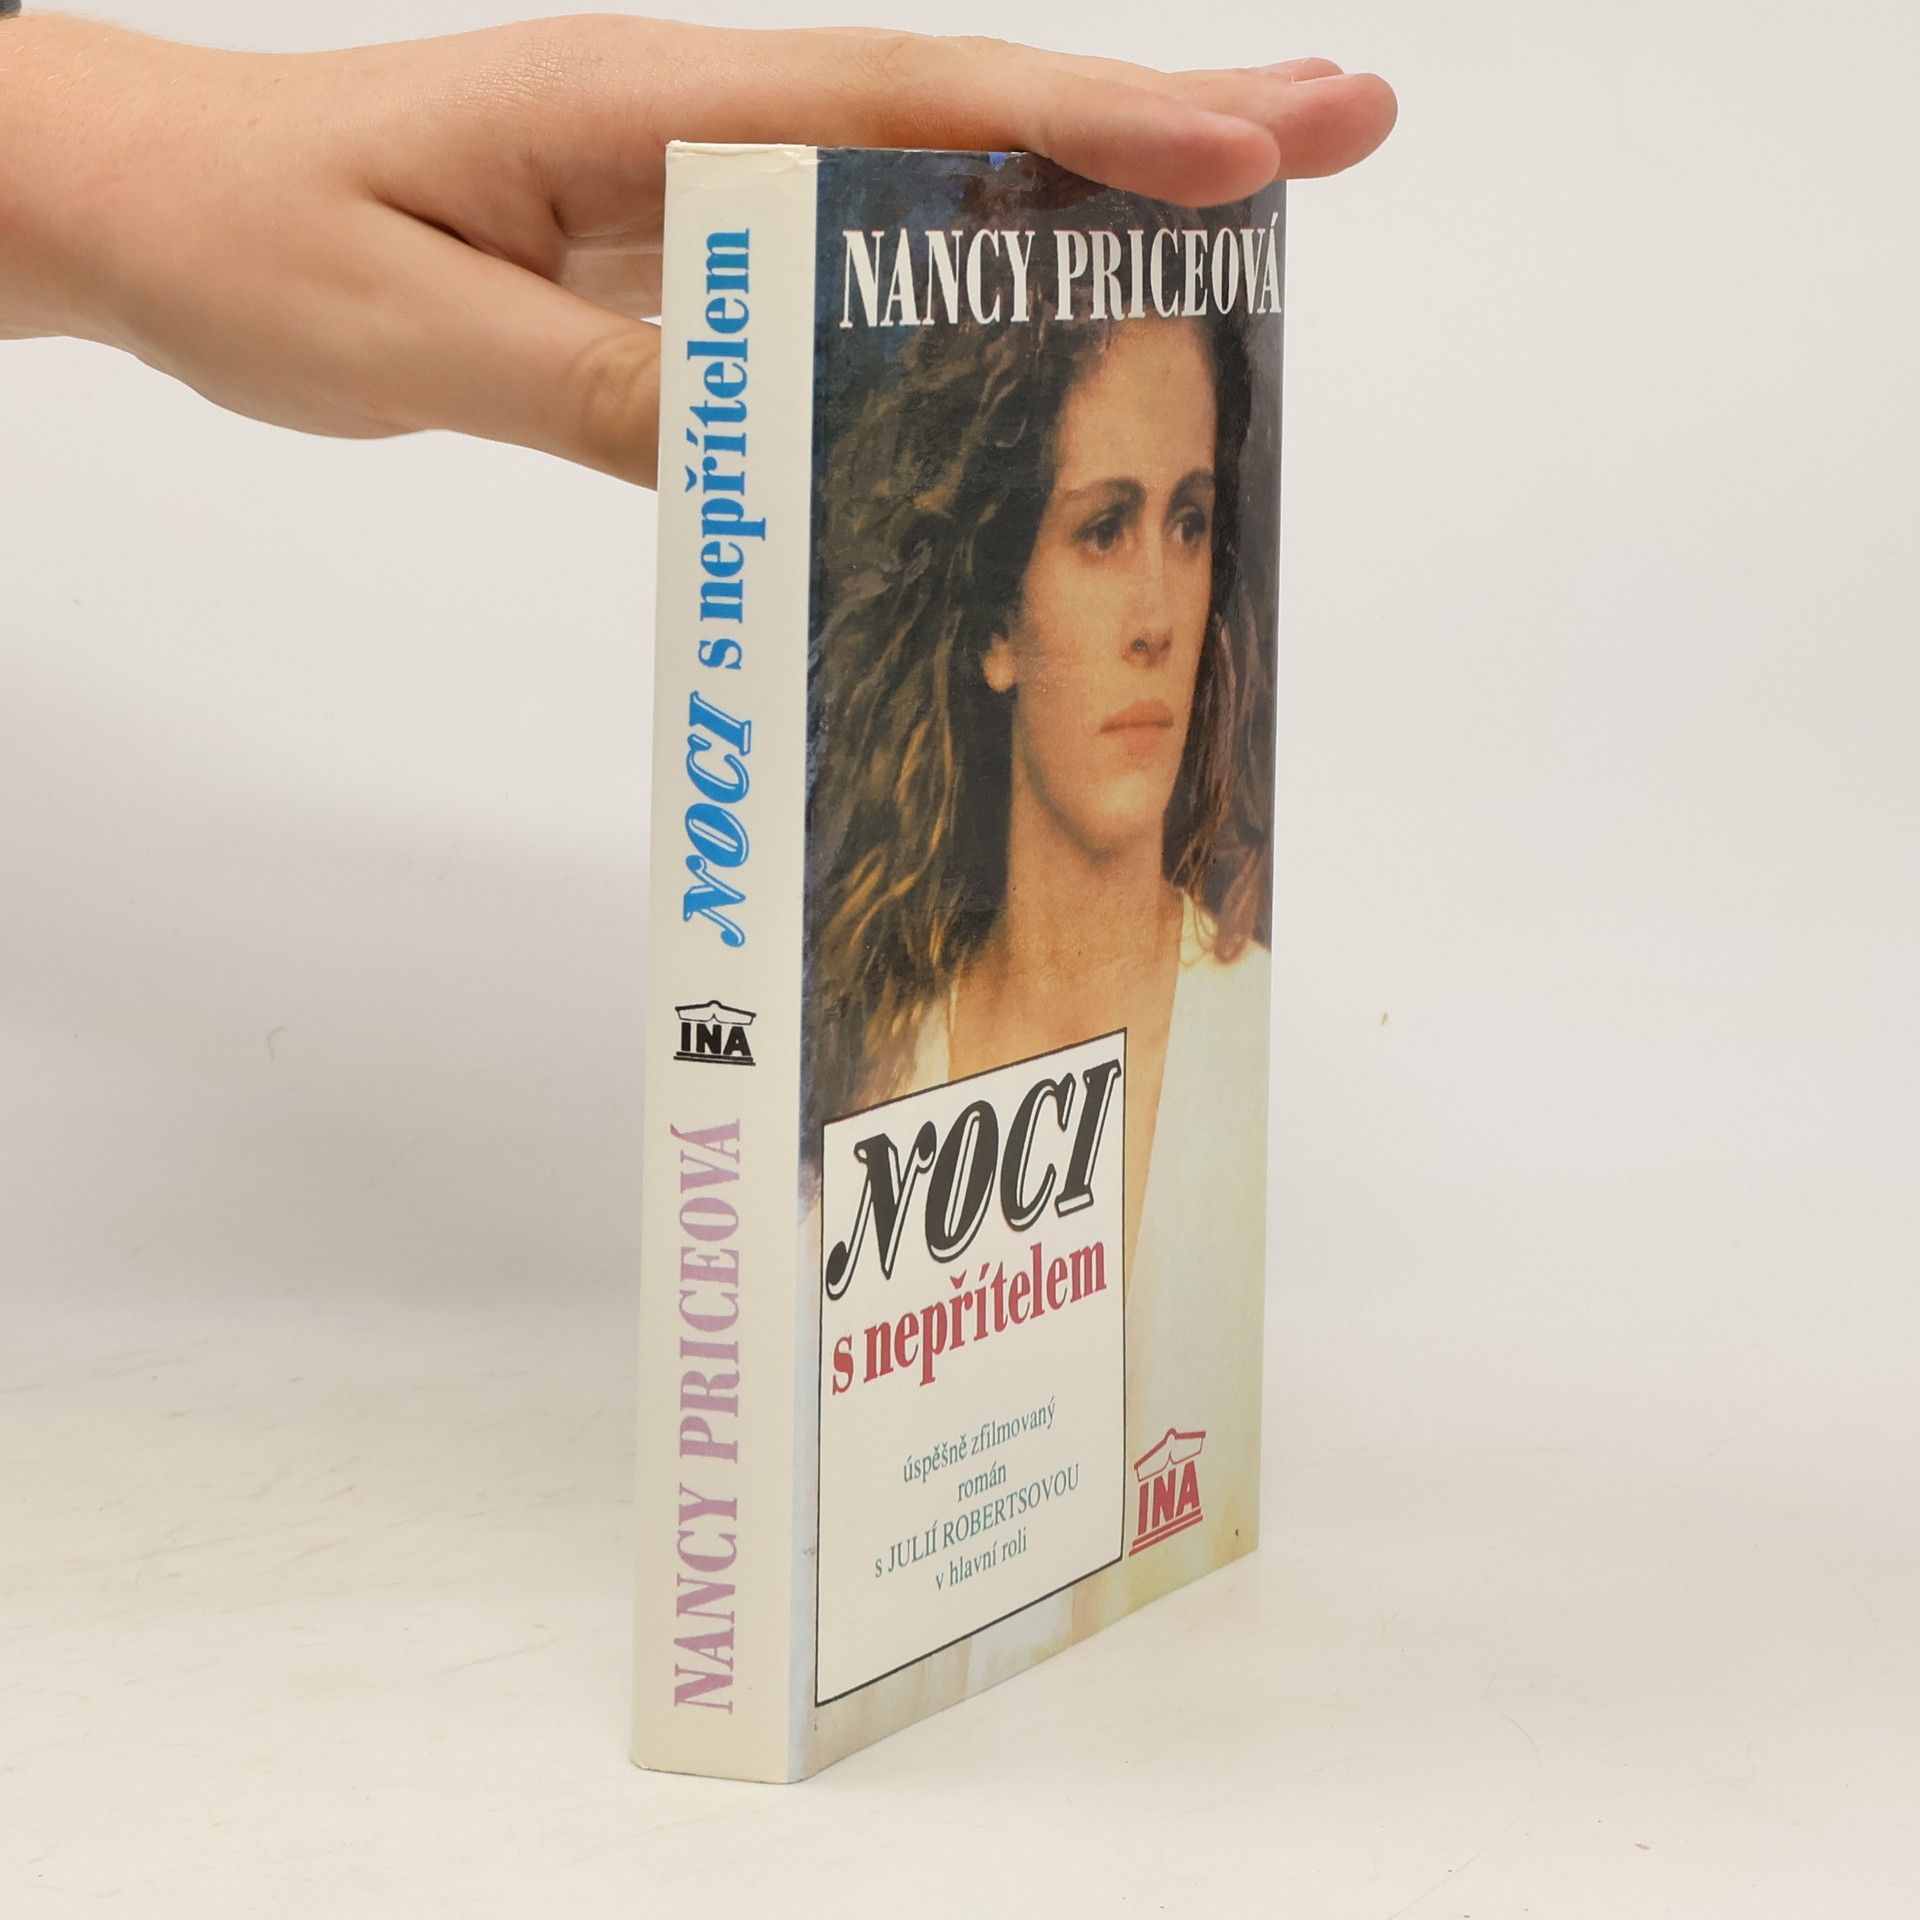 NANCY PRICEOVÁ
INA
NOCI s nepřítelem
NANCY PRICEOVÁ
NOCI
s nepřítelem
úspěšně zfilmovaný
román
s JULIÍ ROBERTSOVOU
v hlavní roli
INA